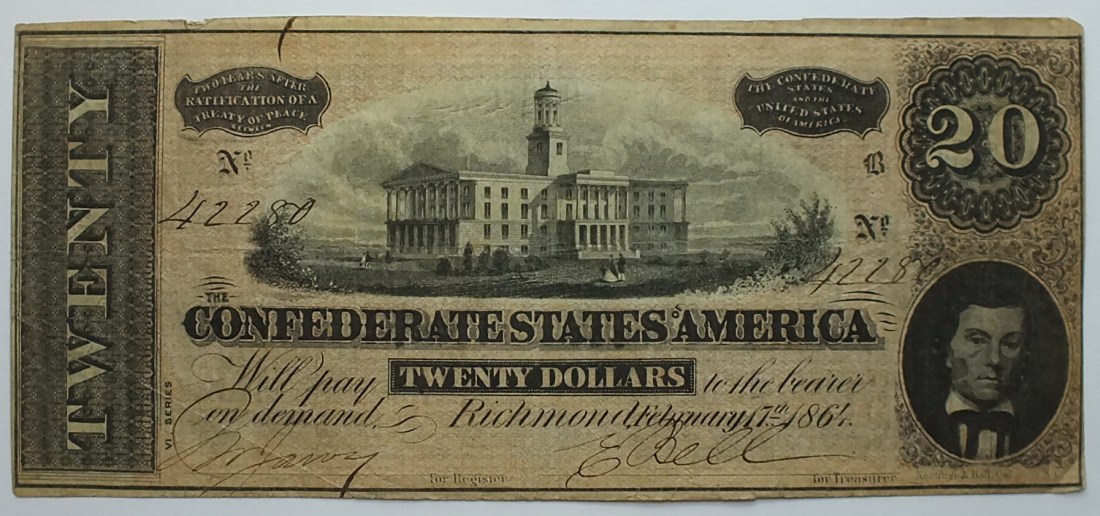 TWENTY
TWO YEARS AFTER
THE
RATIFICATION OF A
TREATY OF PEACE
BETWEEN
THE CONFEDERATE
STATES
AND THE
UNITED STATES
OF AMERICA.
20
No
42280
B
No
42280
THE
CONFEDERATE STATES OF AMERICA
Will pay TWENTY DOLLARS to the bearer
on demand. Richmond, February 17th 1864.
VI. SERIES
E Bell
for Register
for Treasurer